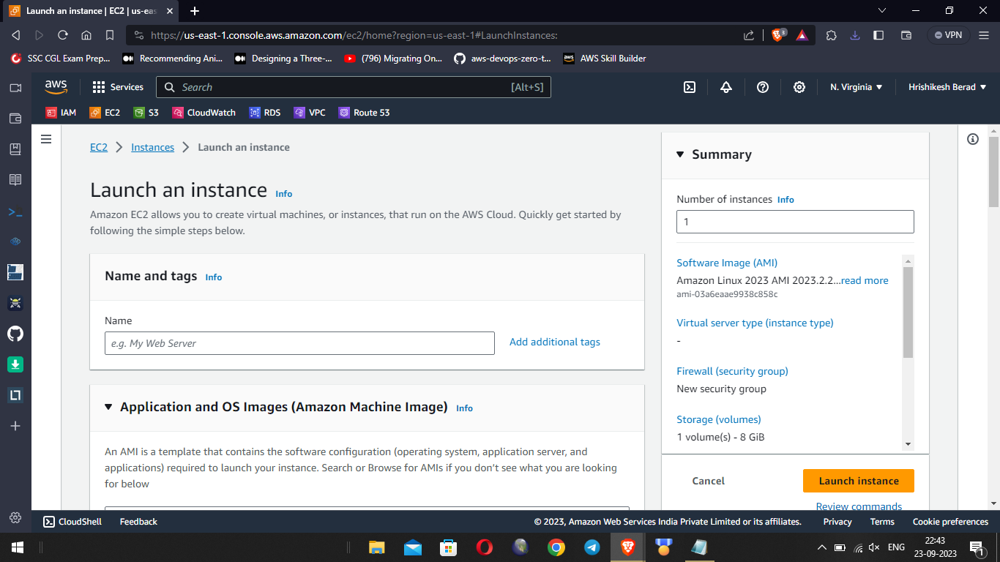 Launch an instance | EC2 | us-eas
https://us-east-1.console.aws.amazon.com/ec2/home?region=us-east-1#LaunchInstances:
3
VPN
SSC CGL Exam Prep...
Recommending Ani...
Designing a Three-...
(796) Migrating On...
aws-devops-zero-t...
aws
AWS Skill Builder
aws
Services
Search
[Alt+S]
N. Virginia
Hrishikesh Berad
IAM
EC2
S3
CloudWatch
RDS
VPC
Route 53
EC2
Instances
Launch an instance
Launch an instance Info
Amazon EC2 allows you to create virtual machines, or instances, that run on the AWS Cloud. Quickly get started by
following the simple steps below.
Name and tags Info
Name
e.g. My Web Server
Add additional tags
Application and OS Images (Amazon Machine Image) Info
An AMI is a template that contains the software configuration (operating system, application server, and
applications) required to launch your instance. Search or Browse for AMIs if you don't see what you are looking
for below
Summary
Number of instances Info
1
Software Image (AMI)
Amazon Linux 2023 AMI 2023.2.2...read more
ami-03a6eaae9938c858c
Virtual server type (instance type)
-
Firewall (security group)
New security group
Storage (volumes)
1 volume(s) - 8 GiB
Cancel
Launch instance
Review commands
CloudShell
Feedback
© 2023, Amazon Web Services India Private Limited or its affiliates.
Privacy
Terms
Cookie preferences
ENG
22:43
23-09-2023
1